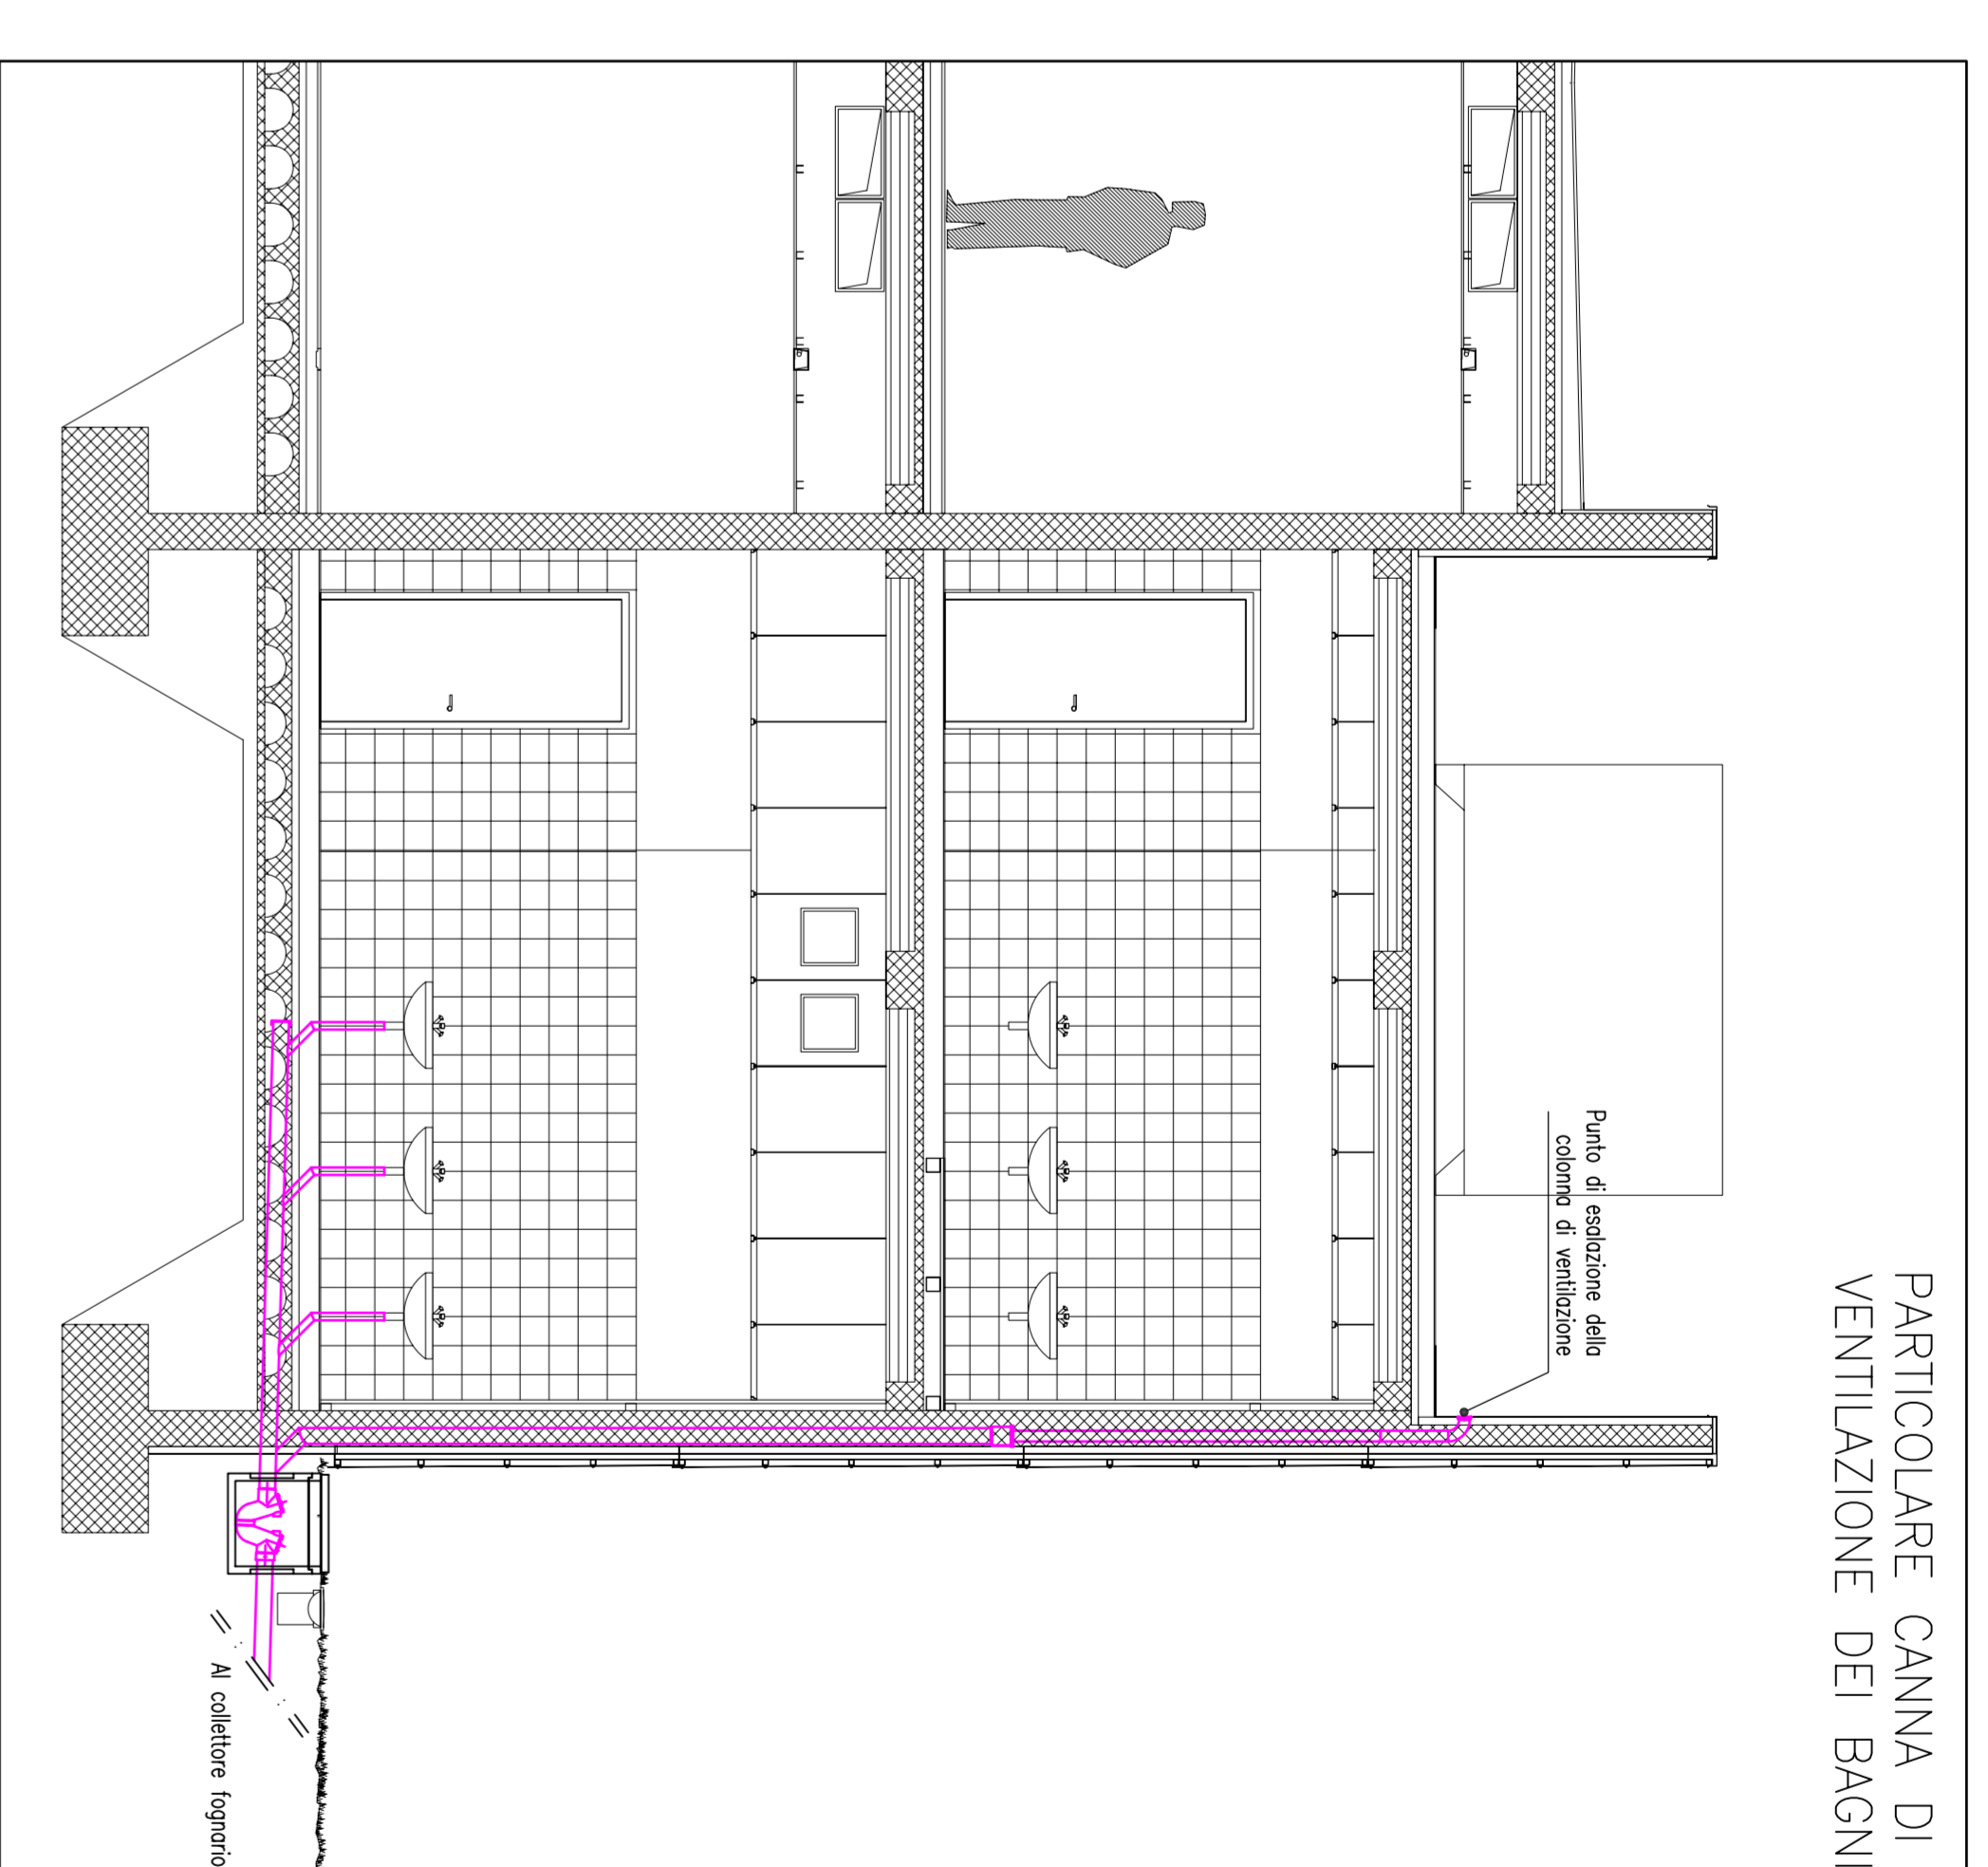 PARTICOLARE CANNA DI
VENTILAZIONE DEI BAGNI
Punto di esalazione della
colonna di ventilazione
Al collettore fognario